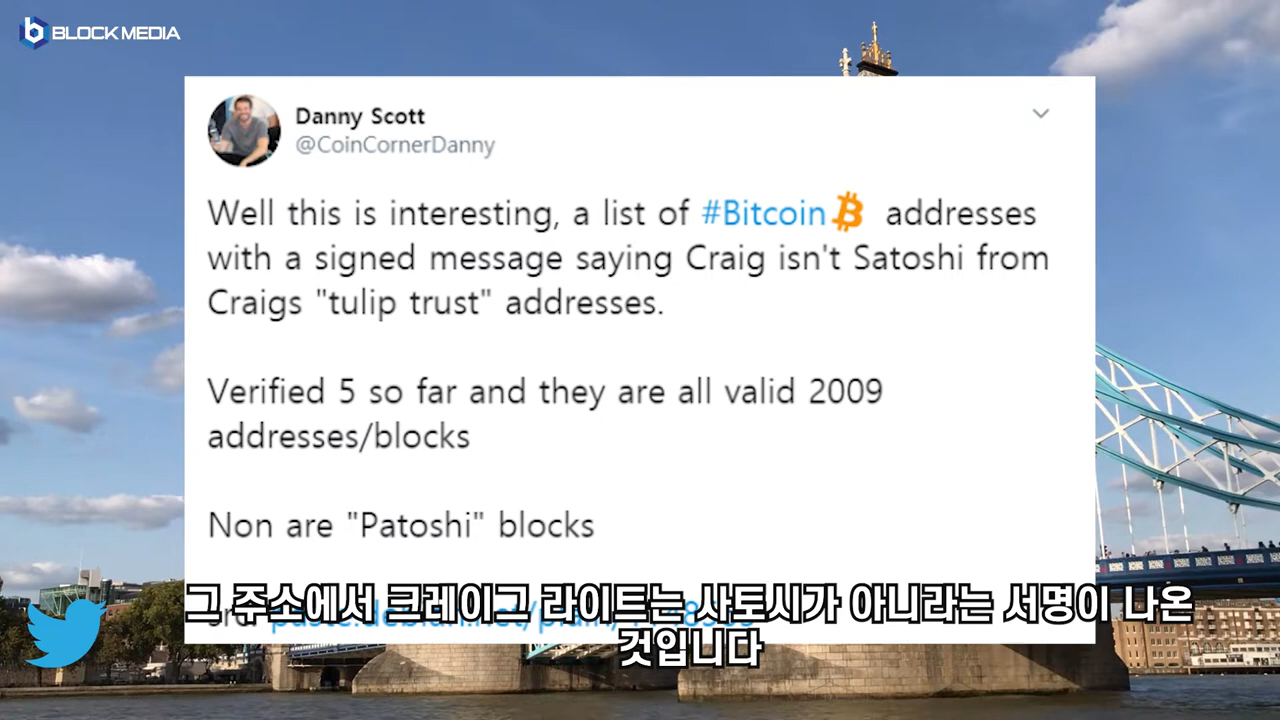 BLOCK MEDIA
Danny Scott
@CoinCornerDanny
Well this is interesting, a list of #Bitcoin addresses
with a signed message saying Craig isn't Satoshi from
Craigs "tulip trust" addresses.
Verified 5 so far and they are all valid 2009
addresses/blocks
Non are "Patoshi" blocks
그 주소에서 크레이그 라이트는 사토시가 아니라는 서명이 나온
것입니다